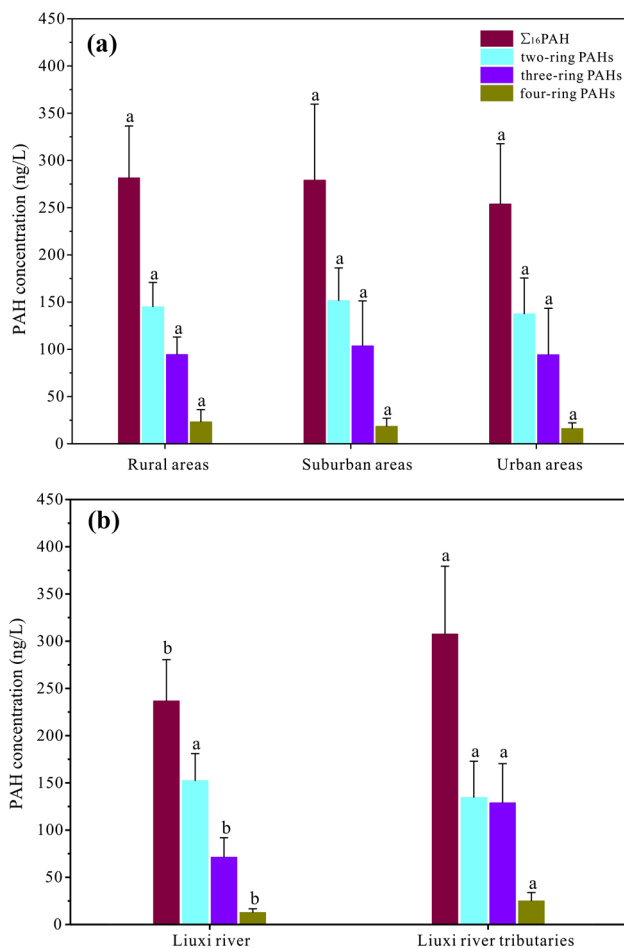 (a)
Σ₁₆PAH
two-ring PAHs
three-ring PAHs
four-ring PAHs
PAH concentration (ng/L)
450
400
350
300
250
200
150
100
50
0
a
a
a
a
a
a
a
a
a
a
a
a
Rural areas
Suburban areas
Urban areas
(b)
PAH concentration (ng/L)
450
400
350
300
250
200
150
100
50
0
b
a
b
b
a
a
a
a
Liuxi river
Liuxi river tributaries